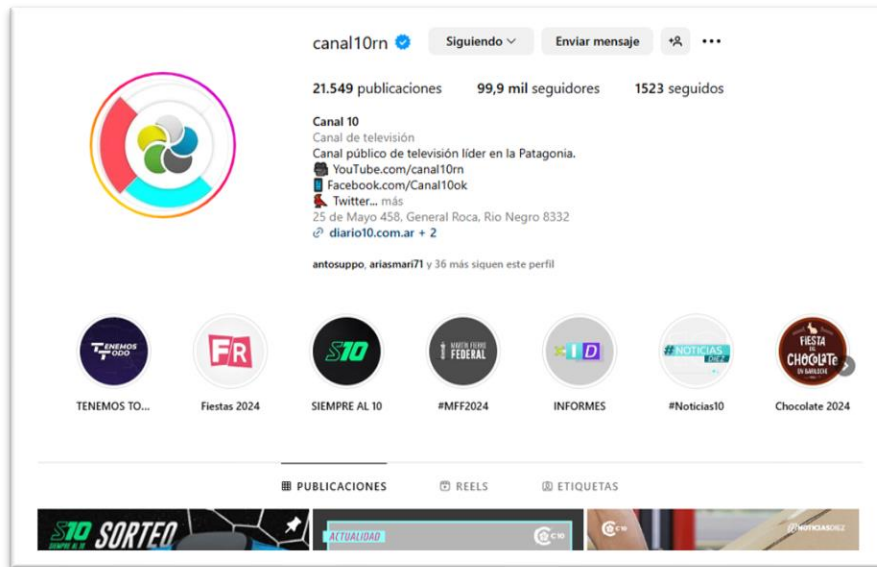 canal10rn
Siguiendo
Enviar mensaje
21.549 publicaciones
99,9 mil seguidores
1523 seguidos
Canal 10
Canal de televisión
Canal público de televisión líder en la Patagonia.
YouTube.com/canal10rn
Facebook.com/Canal10ok
Twitter... más
25 de Mayo 458, General Roca, Rio Negro 8332
diario10.com.ar + 2
antosuppo, ariasmari71 y 36 más siguen este perfil
TENEMOS
TODO
FR
S10
MARTÍN FIERRO
FEDERAL
ID
#NOTICIAS
DIEZ
FIESTA
DEL
CHOCOLATE
EN BARILOCHE
TENEMOS TO...
Fiestas 2024
SIEMPRE AL 10
#MFF2024
INFORMES
#Noticias10
Chocolate 2024
PUBLICACIONES
REELS
ETIQUETAS
S10 SORTEO
SIEMPRE AL 10
ACTUALIDAD
C10
C10
#NOTICIASDIEZ